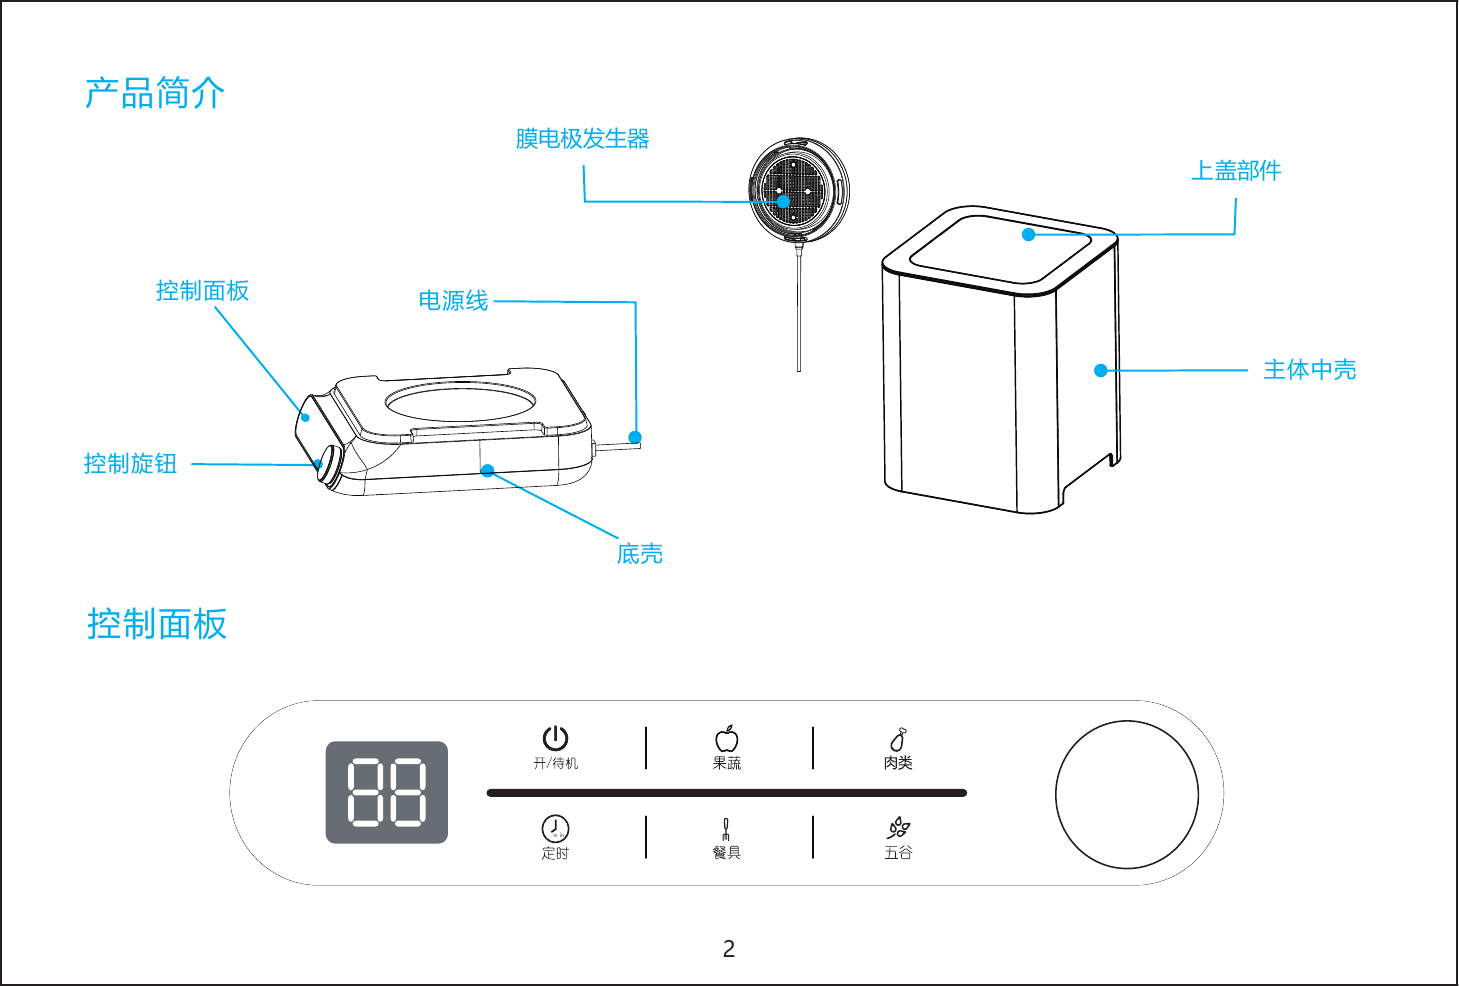 产品简介
膜电极发生器
上盖部件
控制面板
电源线
主体中壳
控制旋钮
底壳
控制面板
88
开/待机
果蔬
肉类
min
定时
餐具
五谷
2